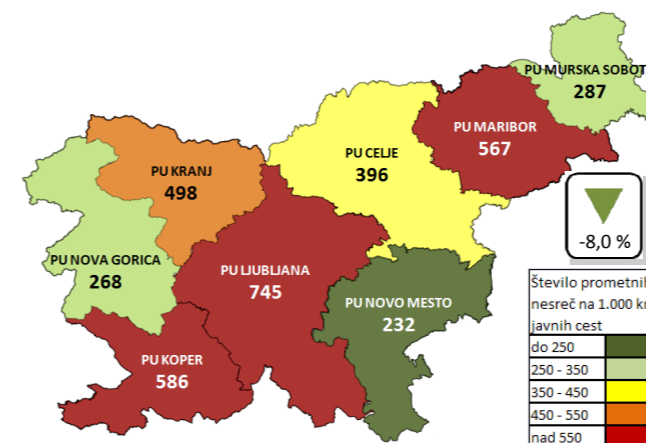 PU MURSKA SOBOT
287
PU MARIBOR
567
PU CELJE
396
PU KRANJ
498
-8,0 %
PU NOVA GORICA
268
PU LJUBLJANA
745
PU NOVO MESTO
232
PU KOPER
586
Število prometnih
nesreč na 1.000 km
javnih cest
do 250
250 - 350
350 - 450
450 - 550
nad 550